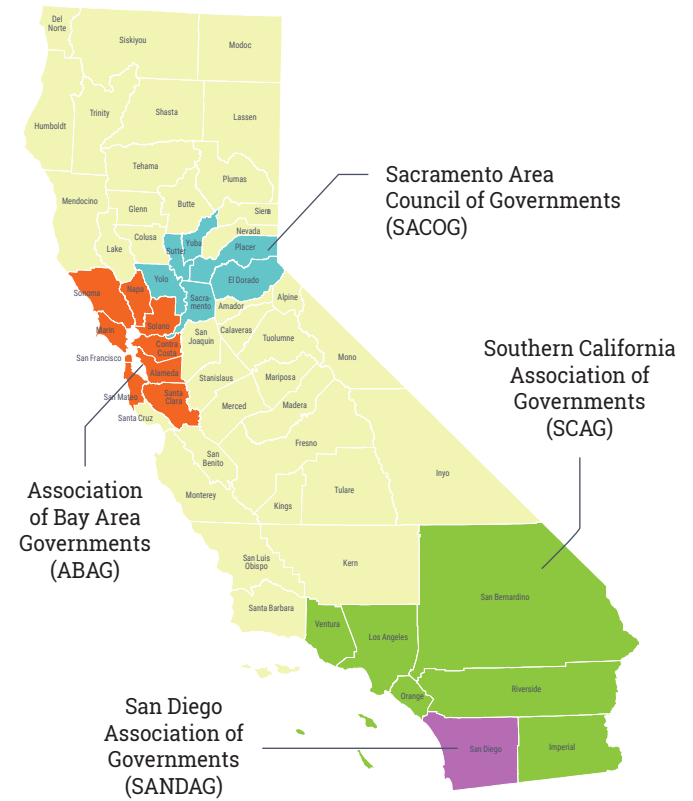 Del
Norte
Siskiyou
Modoc
Humboldt
Trinity
Shasta
Lassen
Tehama
Plumas
Mendocino
Glenn
Butte
Sierra
Nevada
Lake
Colusa
Sutter
Yuba
Placer
Yolo
El Dorado
Sacra-
mento
Amador
Alpine
Sonoma
Napa
Solano
Marin
Contra
Costa
San Francisco
Alameda
San Mateo
Santa
Clara
Santa Cruz
San
Joaquin
Calaveras
Tuolumne
Mono
Stanislaus
Mariposa
Merced
Madera
Fresno
San
Benito
Monterey
Kings
Tulare
Inyo
San Luis
Obispo
Kern
Santa Barbara
Ventura
Los Angeles
San Bernardino
Orange
Riverside
San Diego
Imperial
Sacramento Area
Council of Governments
(SACOG)
Southern California
Association of
Governments
(SCAG)
Association
of Bay Area
Governments
(ABAG)
San Diego
Association of
Governments
(SANDAG)